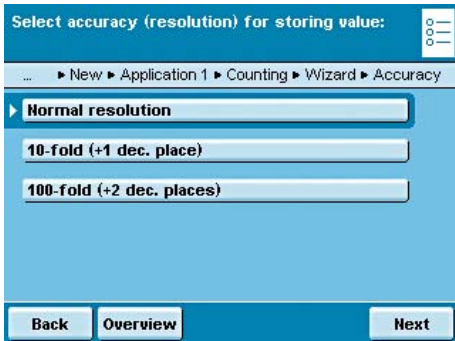 Select accuracy (resolution) for storing value:
... ▸ New ▸ Application 1 ▸ Counting ▸ Wizard ▸ Accuracy
Normal resolution
10-fold (+1 dec. place)
100-fold (+2 dec. places)
Back Overview Next